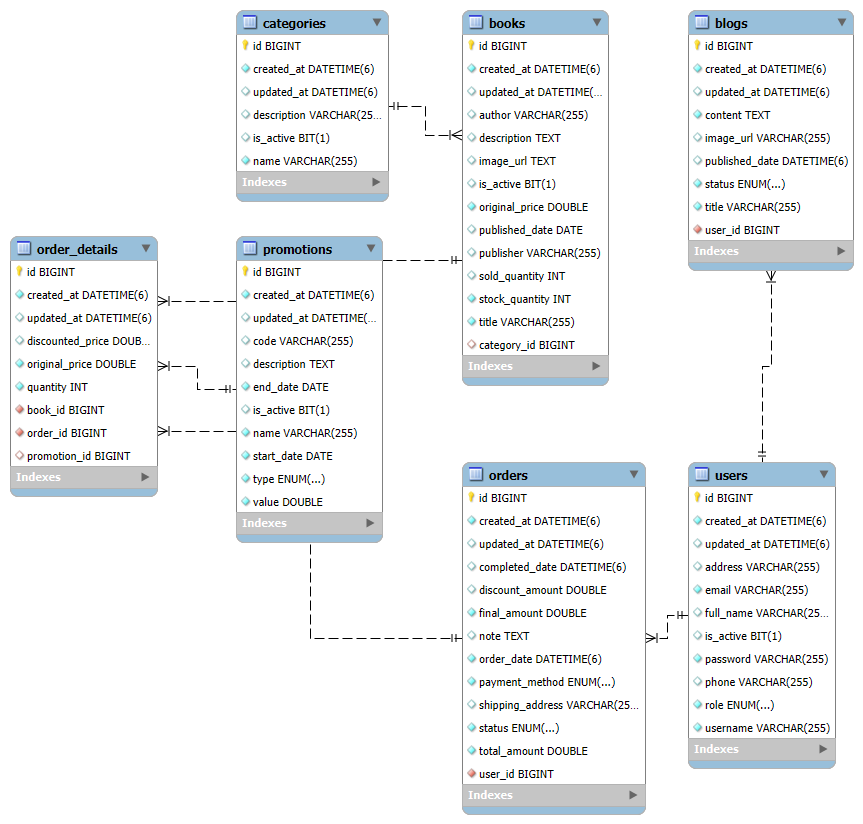 categories
id BIGINT
created_at DATETIME(6)
updated_at DATETIME(6)
description VARCHAR(25...
is_active BIT(1)
name VARCHAR(255)
Indexes
books
id BIGINT
created_at DATETIME(6)
updated_at DATETIME(...
author VARCHAR(255)
description TEXT
image_url TEXT
is_active BIT(1)
original_price DOUBLE
published_date DATE
publisher VARCHAR(255)
sold_quantity INT
stock_quantity INT
title VARCHAR(255)
category_id BIGINT
Indexes
blogs
id BIGINT
created_at DATETIME(6)
updated_at DATETIME(6)
content TEXT
image_url VARCHAR(255)
published_date DATETIME(6)
status ENUM(...)
title VARCHAR(255)
user_id BIGINT
Indexes
order_details
id BIGINT
created_at DATETIME(6)
updated_at DATETIME(6)
discounted_price DOUB...
original_price DOUBLE
quantity INT
book_id BIGINT
order_id BIGINT
promotion_id BIGINT
Indexes
promotions
id BIGINT
created_at DATETIME(6)
updated_at DATETIME(...
code VARCHAR(255)
description TEXT
end_date DATE
is_active BIT(1)
name VARCHAR(255)
start_date DATE
type ENUM(...)
value DOUBLE
Indexes
orders
id BIGINT
created_at DATETIME(6)
updated_at DATETIME(6)
completed_date DATETIME(6)
discount_amount DOUBLE
final_amount DOUBLE
note TEXT
order_date DATETIME(6)
payment_method ENUM(...)
shipping_address VARCHAR(25...
status ENUM(...)
total_amount DOUBLE
user_id BIGINT
Indexes
users
id BIGINT
created_at DATETIME(6)
updated_at DATETIME(6)
address VARCHAR(255)
email VARCHAR(255)
full_name VARCHAR(25...
is_active BIT(1)
password VARCHAR(255)
phone VARCHAR(255)
role ENUM(...)
username VARCHAR(255)
Indexes